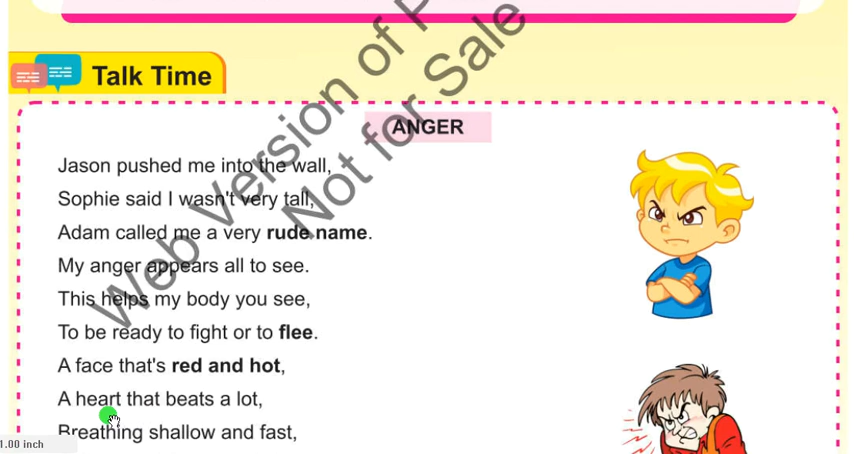 Talk Time
ANGER
Jason pushed me into the wall,
Sophie said I wasn't very tall,
Adam called me a very rude name.
My anger appears all to see.
This helps my body you see,
To be ready to fight or to flee.
A face that's red and hot,
A heart that beats a lot,
Breathing shallow and fast,
1.00 inch
Web Version of P
Not for Sale